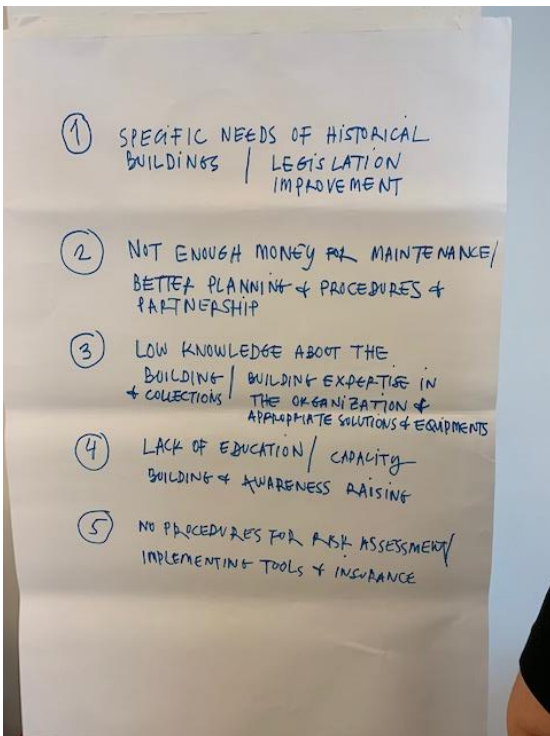 ① SPECIFIC NEEDS OF HISTORICAL
BUILDINGS / LEGISLATION
IMPROVEMENT
② NOT ENOUGH MONEY FOR MAINTENANCE/
BETTER PLANNING & PROCEDURES &
PARTNERSHIP
③ LOW KNOWLEDGE ABOUT THE
BUILDING / BUILDING EXPERTISE IN
& COLLECTIONS THE ORGANIZATION &
APPROPRIATE SOLUTIONS & EQUIPMENTS
④ LACK OF EDUCATION / CAPACITY
BUILDING & AWARENESS RAISING
⑤ NO PROCEDURES FOR RISK ASSESSMENT/
IMPLEMENTING TOOLS & INSURANCE